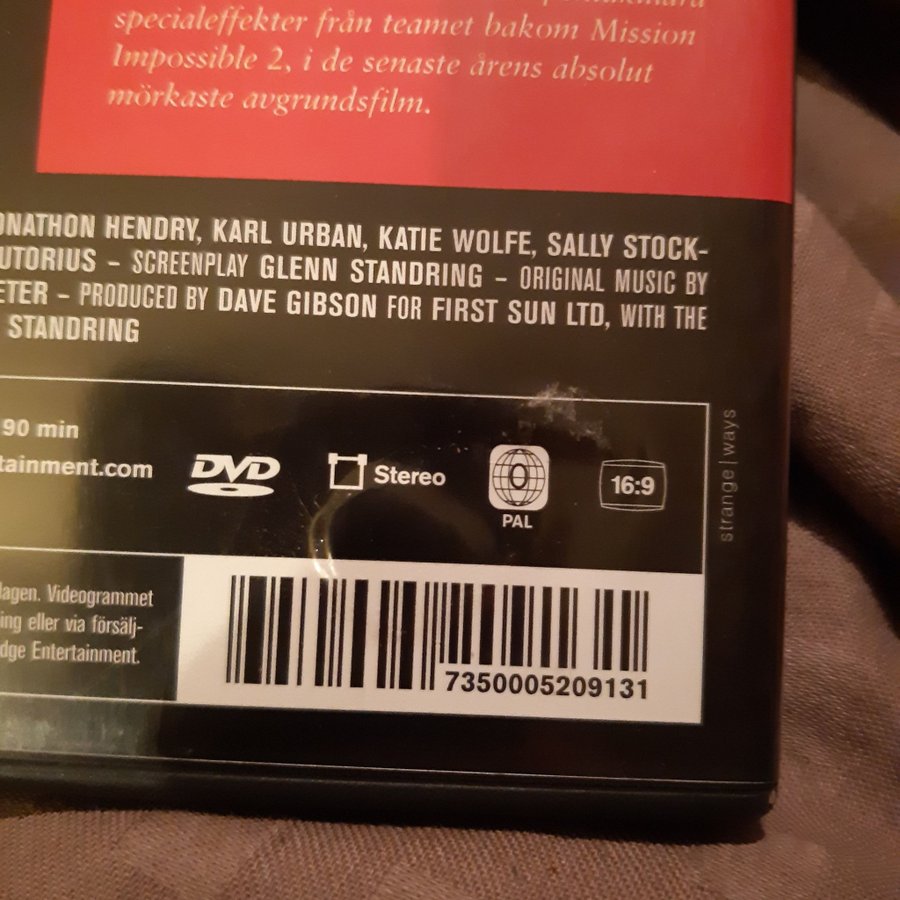 specialeffekter från teamet bakom Mission
Impossible 2, i de senaste årens absolut
mörkaste avgrundsfilm.
ONATHON HENDRY, KARL URBAN, KATIE WOLFE, SALLY STOCK-
UTORIUS – SCREENPLAY GLENN STANDRING – ORIGINAL MUSIC BY
ETER – PRODUCED BY DAVE GIBSON FOR FIRST SUN LTD, WITH THE
STANDRING
90 min
tainment.com
DVD
Stereo
0
PAL
16:9
strange|ways
lagen. Videogrammet
ing eller via försälj-
dge Entertainment.
7350005209131